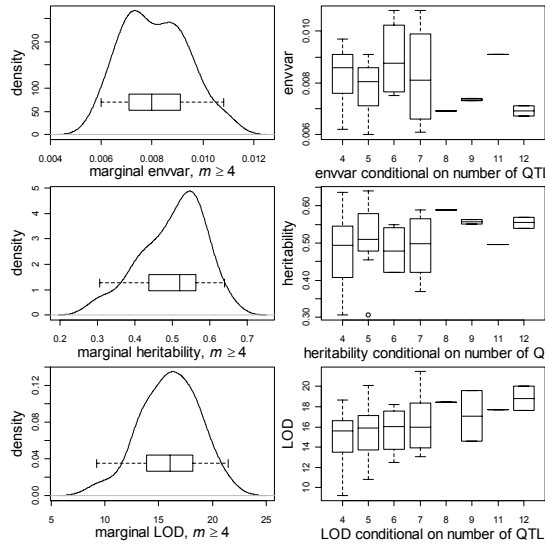 density
0 50 100 200
0.004 0.006 0.008 0.010 0.012
marginal envvar, m ≥ 4
envvar
0.006 0.008 0.010
4 5 6 7 8 9 11 12
envvar conditional on number of QTL
density
0 1 2 3 4 5
0.2 0.3 0.4 0.5 0.6 0.7
marginal heritability, m ≥ 4
heritability
0.30 0.40 0.50 0.60
4 5 6 7 8 9 11 12
heritability conditional on number of Q
density
0.00 0.04 0.08 0.12
5 10 15 20 25
marginal LOD, m ≥ 4
LOD
10 12 14 16 18 20
4 5 6 7 8 9 11 12
LOD conditional on number of QTL